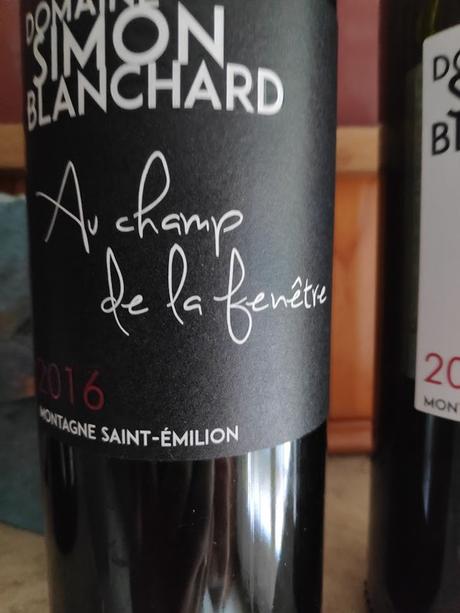 DOMAINE
SIMON
BLANCHARD
Au champ
de la fenêtre
2016
MONTAGNE SAINT-ÉMILION